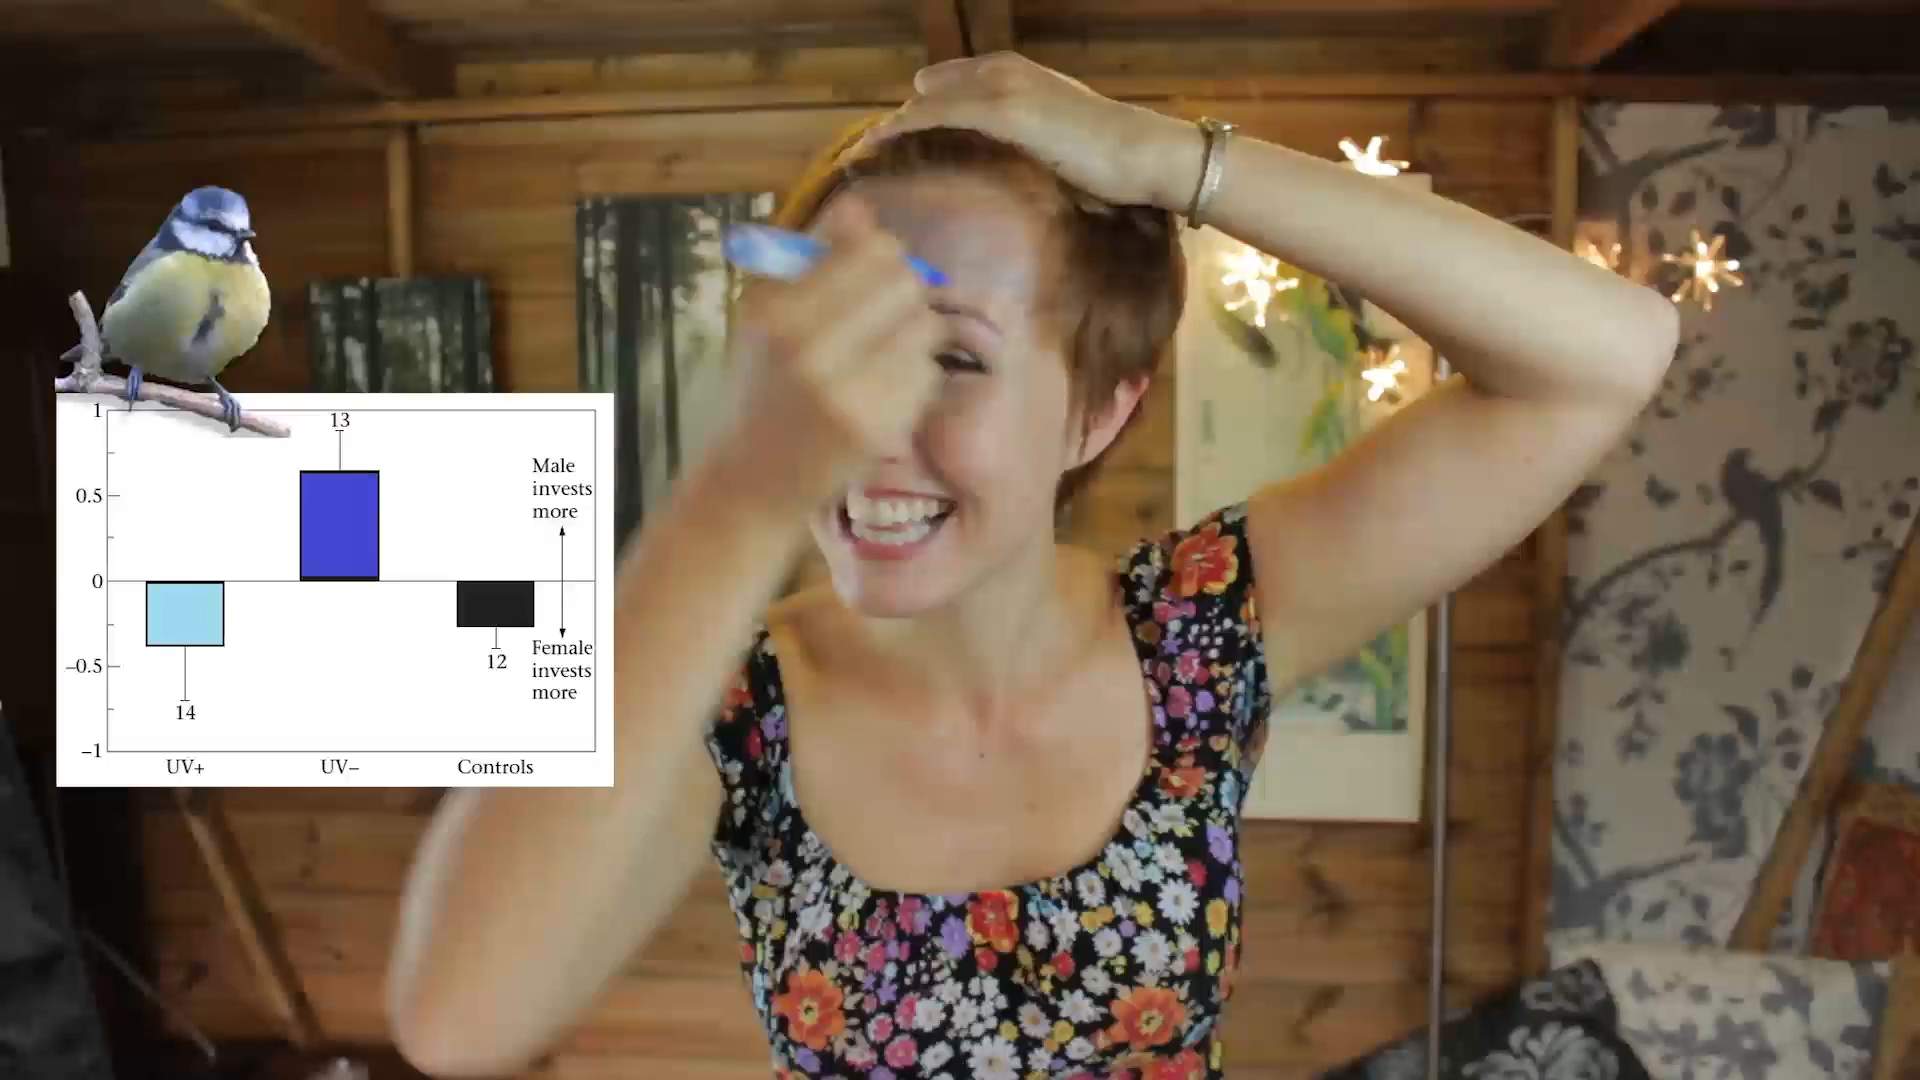 1
13
Male
invests
more
0.5
0
Female
invests
more
12
–0.5
14
–1
UV+ UV– Controls